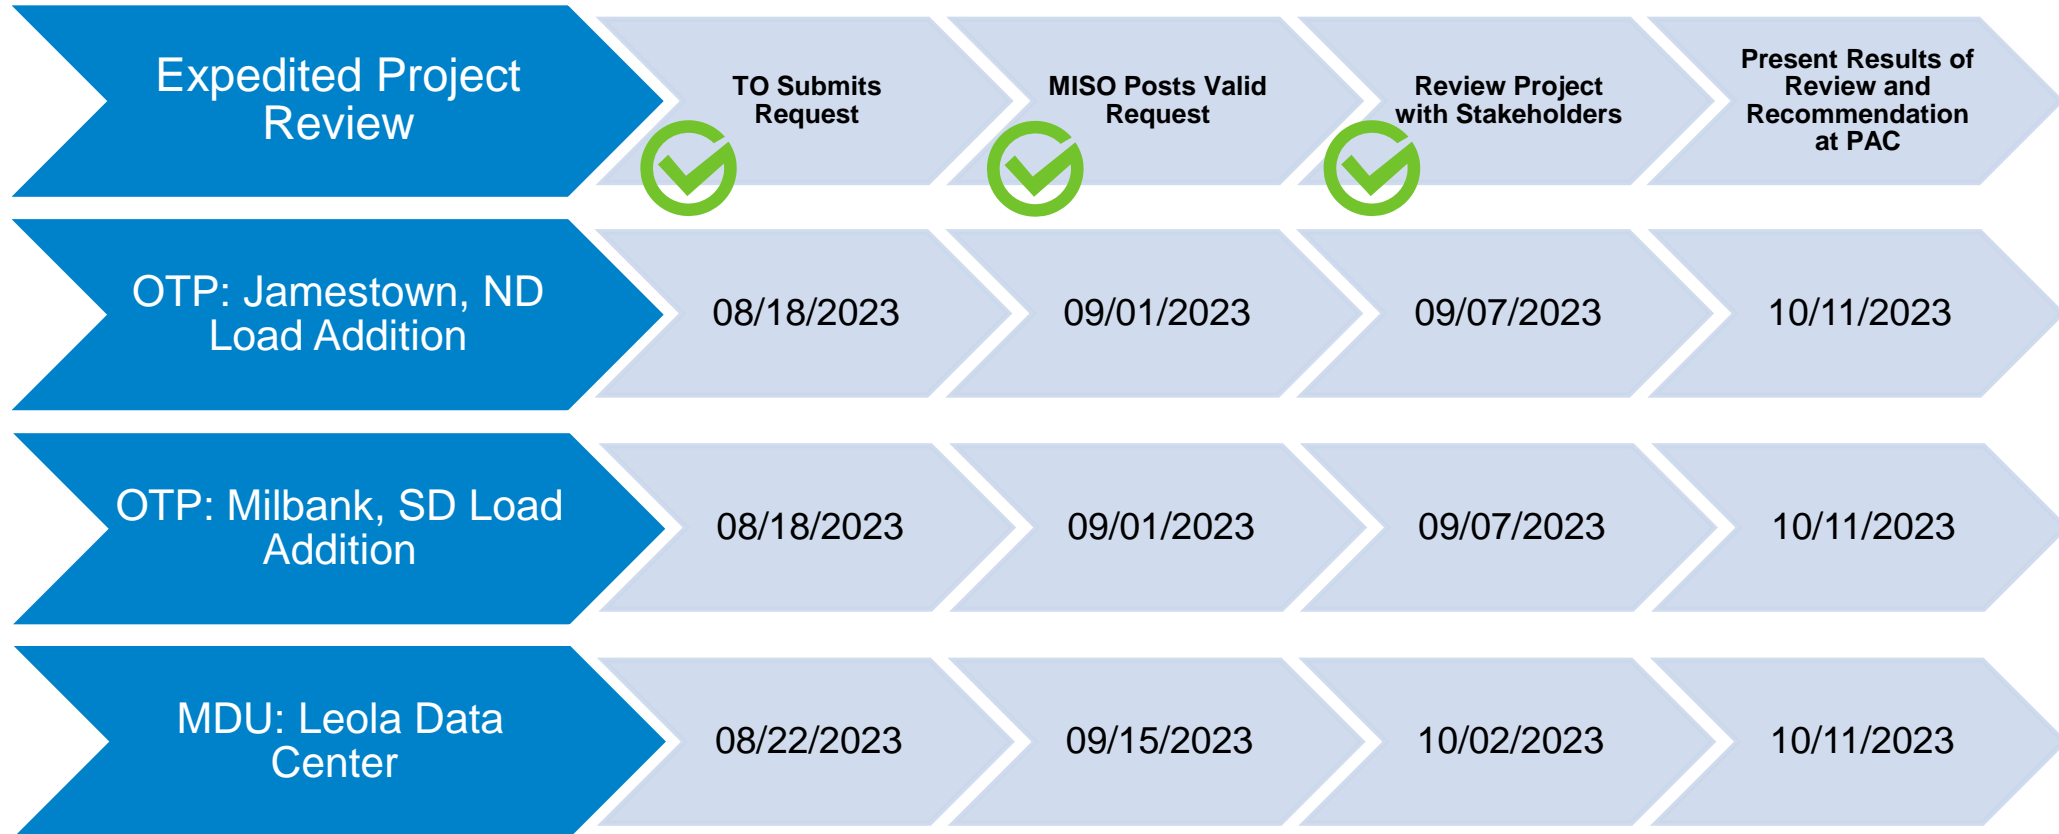 Expedited Project
Review
TO Submits
Request
MISO Posts Valid
Request
Review Project
with Stakeholders
Present Results of
Review and
Recommendation
at PAC
OTP: Jamestown, ND
Load Addition
08/18/2023
09/01/2023
09/07/2023
10/11/2023
OTP: Milbank, SD Load
Addition
08/18/2023
09/01/2023
09/07/2023
10/11/2023
MDU: Leola Data
Center
08/22/2023
09/15/2023
10/02/2023
10/11/2023